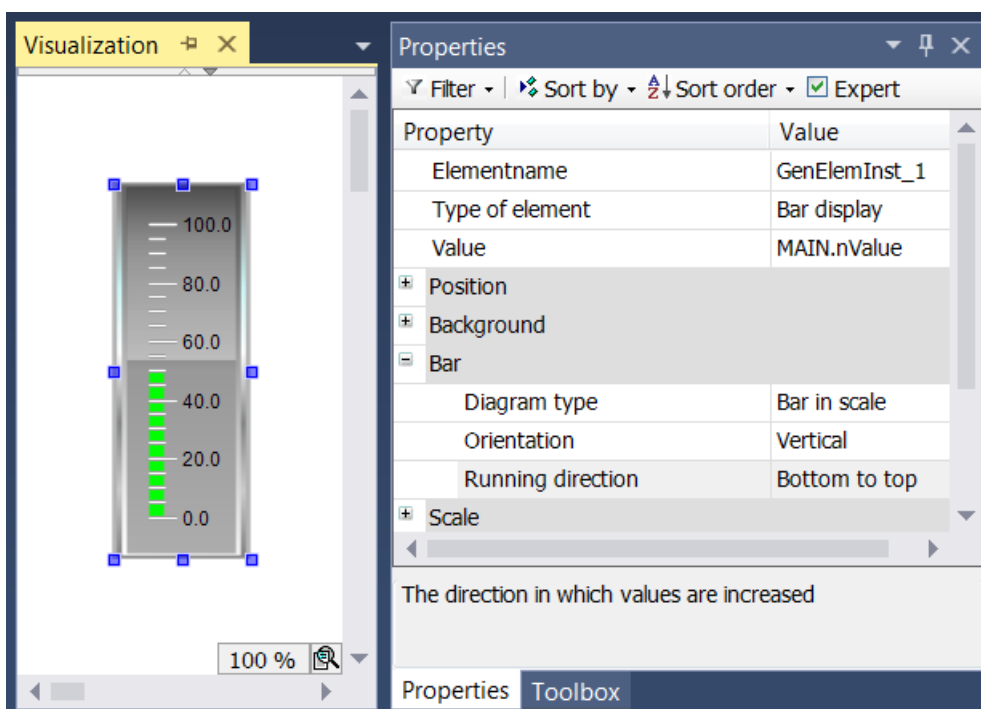 Visualization
100.0
80.0
60.0
40.0
20.0
0.0
100 %
Properties
Filter Sort by Sort order Expert
Property Value
Elementname GenElemInst_1
Type of element Bar display
Value MAIN.nValue
Position
Background
Bar
Diagram type Bar in scale
Orientation Vertical
Running direction Bottom to top
Scale
The direction in which values are increased
Properties Toolbox